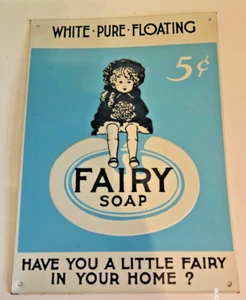 WHITE · PURE · FLOATING
5¢
FAIRY
SOAP
HAVE YOU A LITTLE FAIRY
IN YOUR HOME ?